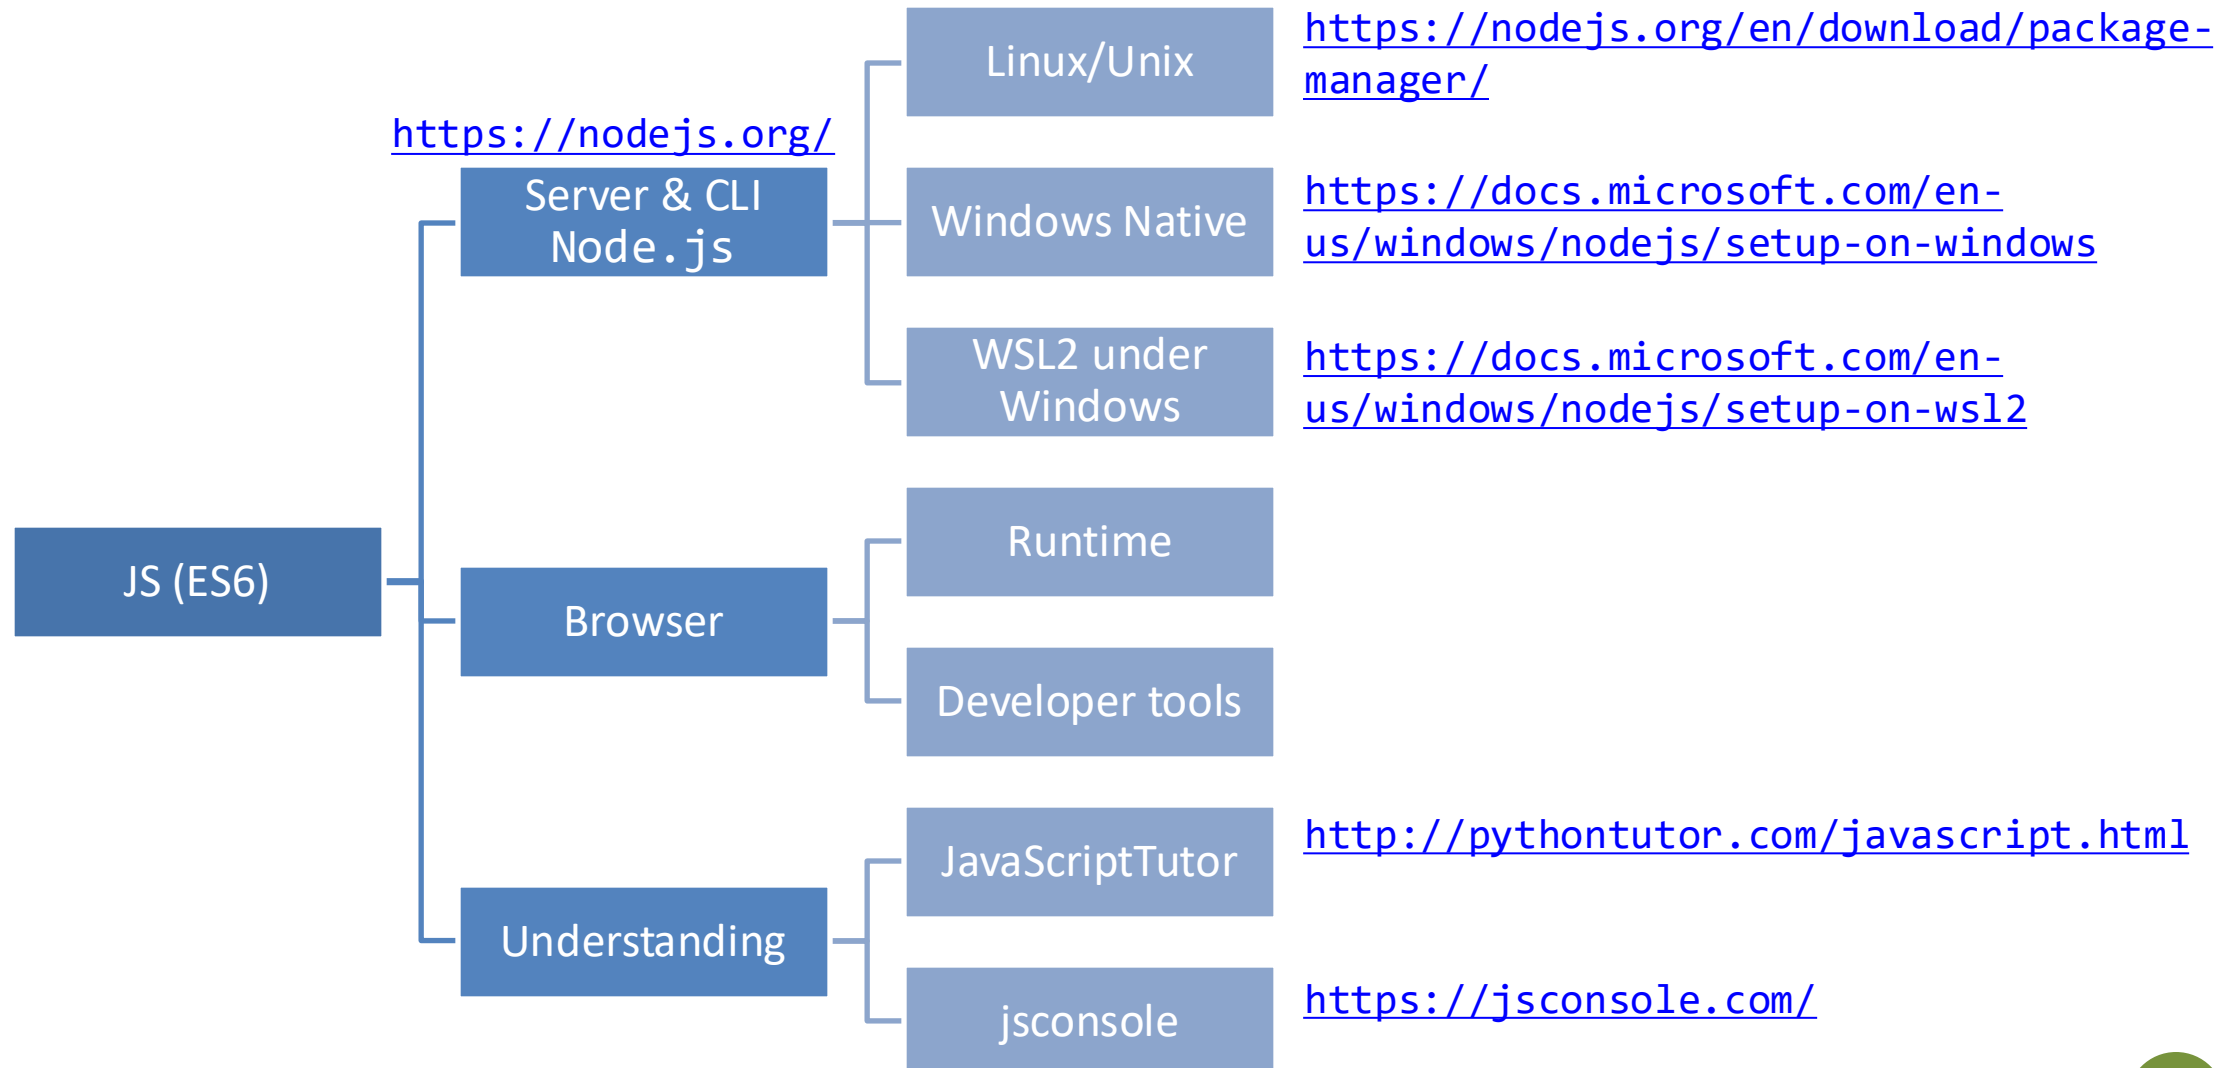 https://nodejs.org/en/download/package-
manager/
Linux/Unix
https://nodejs.org/
Server & CLI
Node.js
Windows Native
https://docs.microsoft.com/en-
us/windows/nodejs/setup-on-windows
WSL2 under
Windows
https://docs.microsoft.com/en-
us/windows/nodejs/setup-on-wsl2
JS (ES6)
Browser
Runtime
Developer tools
Understanding
JavaScriptTutor
http://pythontutor.com/javascript.html
jsconsole
https://jsconsole.com/